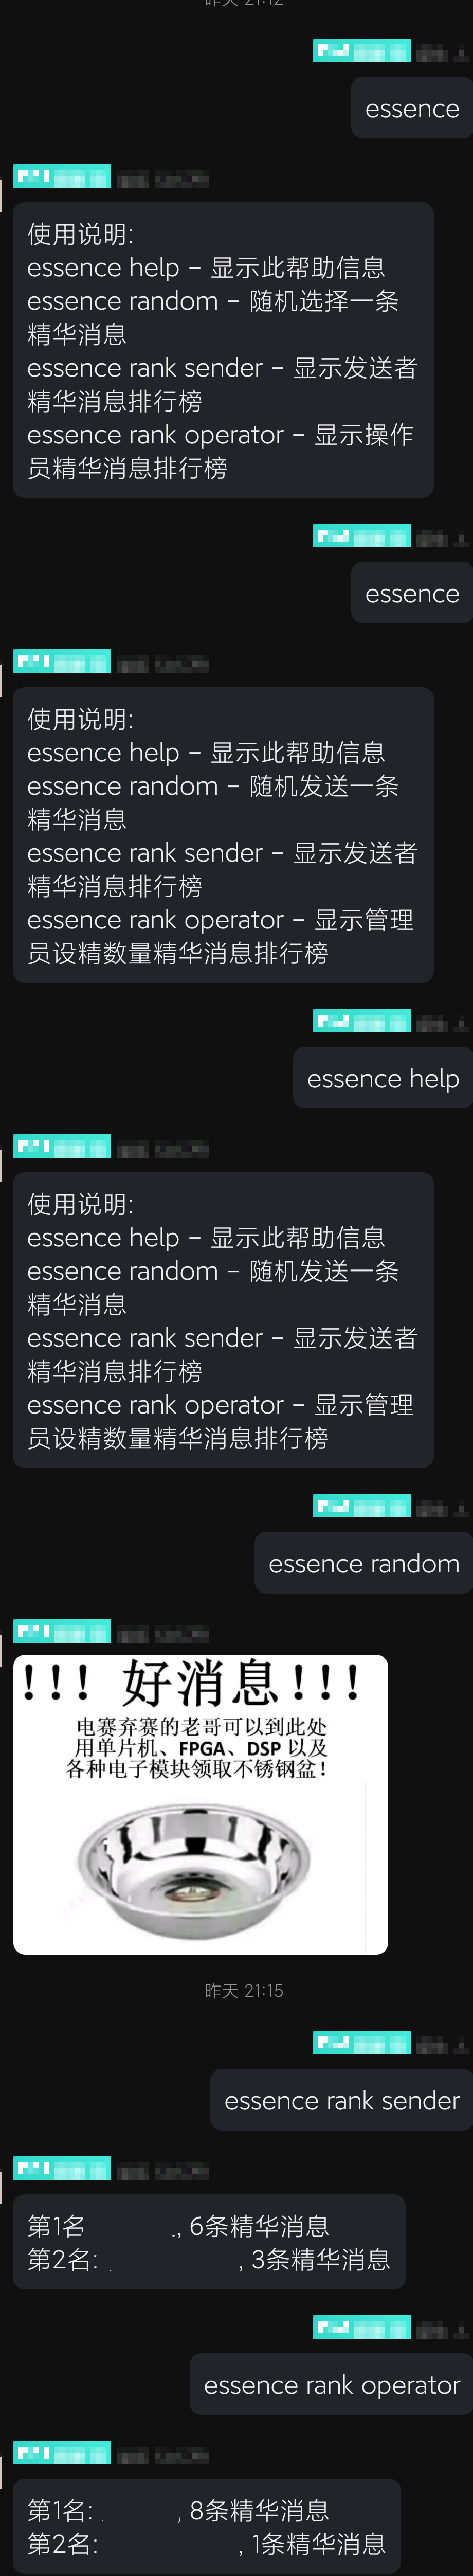 昨天 21:12
essence
使用说明:
essence help - 显示此帮助信息
essence random - 随机选择一条
精华消息
essence rank sender - 显示发送者
精华消息排行榜
essence rank operator - 显示操作
员精华消息排行榜
essence
使用说明:
essence help - 显示此帮助信息
essence random - 随机发送一条
精华消息
essence rank sender - 显示发送者
精华消息排行榜
essence rank operator - 显示管理
员设精数量精华消息排行榜
essence help
使用说明:
essence help - 显示此帮助信息
essence random - 随机发送一条
精华消息
essence rank sender - 显示发送者
精华消息排行榜
essence rank operator - 显示管理
员设精数量精华消息排行榜
essence random
!!! 好消息!!!
电赛弃赛的老哥可以到此处
用单片机、FPGA、DSP 以及
各种电子模块领取不锈钢盆!
昨天 21:15
essence rank sender
第1名 , 6条精华消息
第2名: , 3条精华消息
essence rank operator
第1名: , 8条精华消息
第2名: , 1条精华消息